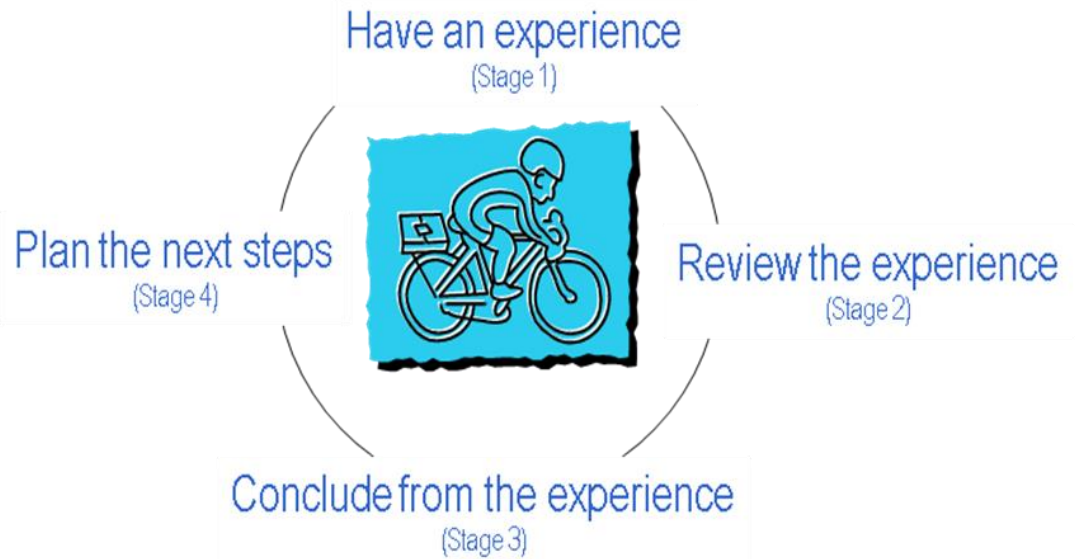 Have an experience
(Stage 1)
Plan the next steps
(Stage 4)
Review the experience
(Stage 2)
Conclude from the experience
(Stage 3)